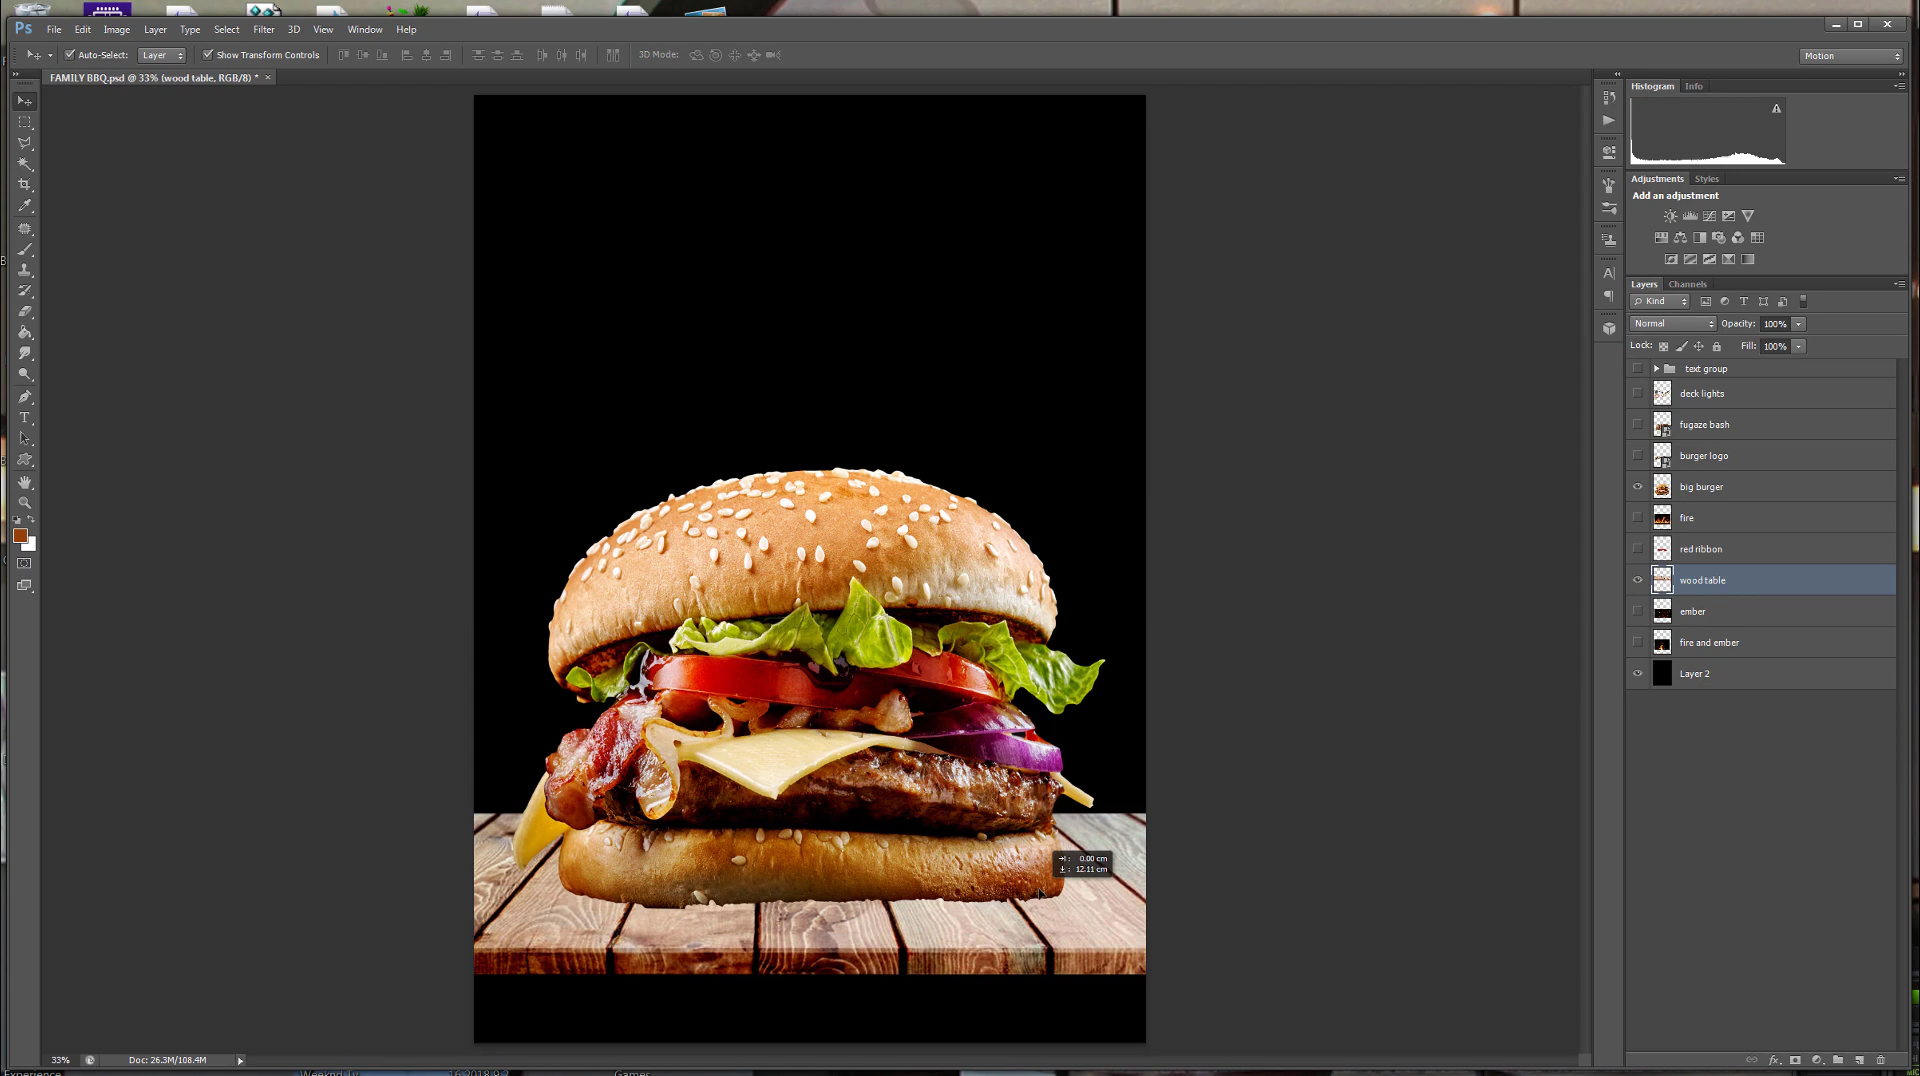 Ps File Edit Image Layer Type Select Filter 3D View Window Help
Auto-Select: Layer Show Transform Controls 3D Mode: Motion
FAMILY BBQ.psd @ 33% (wood table, RGB/8) * ×
Histogram Info
Adjustments Styles
Add an adjustment
Layers Channels
Kind
Normal Opacity: 100%
Lock: Fill: 100%
text group
deck lights
fugaze bash
burger logo
big burger
fire
red ribbon
wood table
ember
fire and ember
Layer 2
0.00 cm
12.11 cm
33% Doc: 26.3M/108.4M